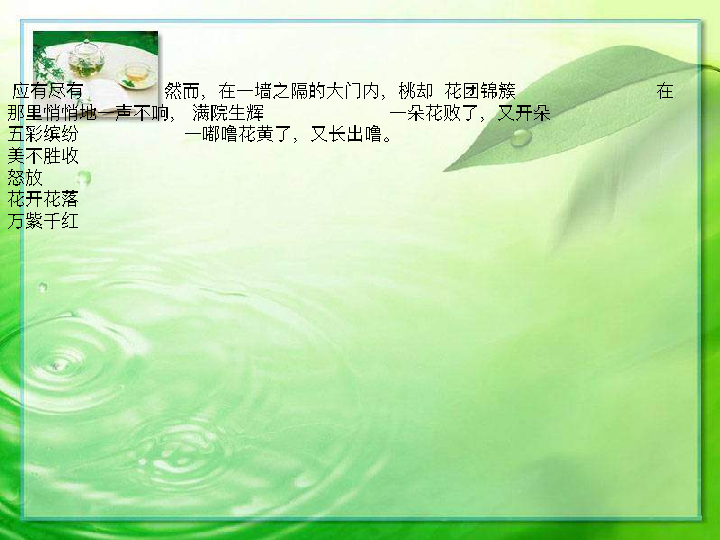 应有尽有 然而，在一墙之隔的大门内，桃却 花团锦簇 在
那里悄悄地一声不响， 满院生辉 一朵花败了，又开朵
五彩缤纷 一嘟噜花黄了，又长出噜。
美不胜收
怒放
花开花落
万紫千红